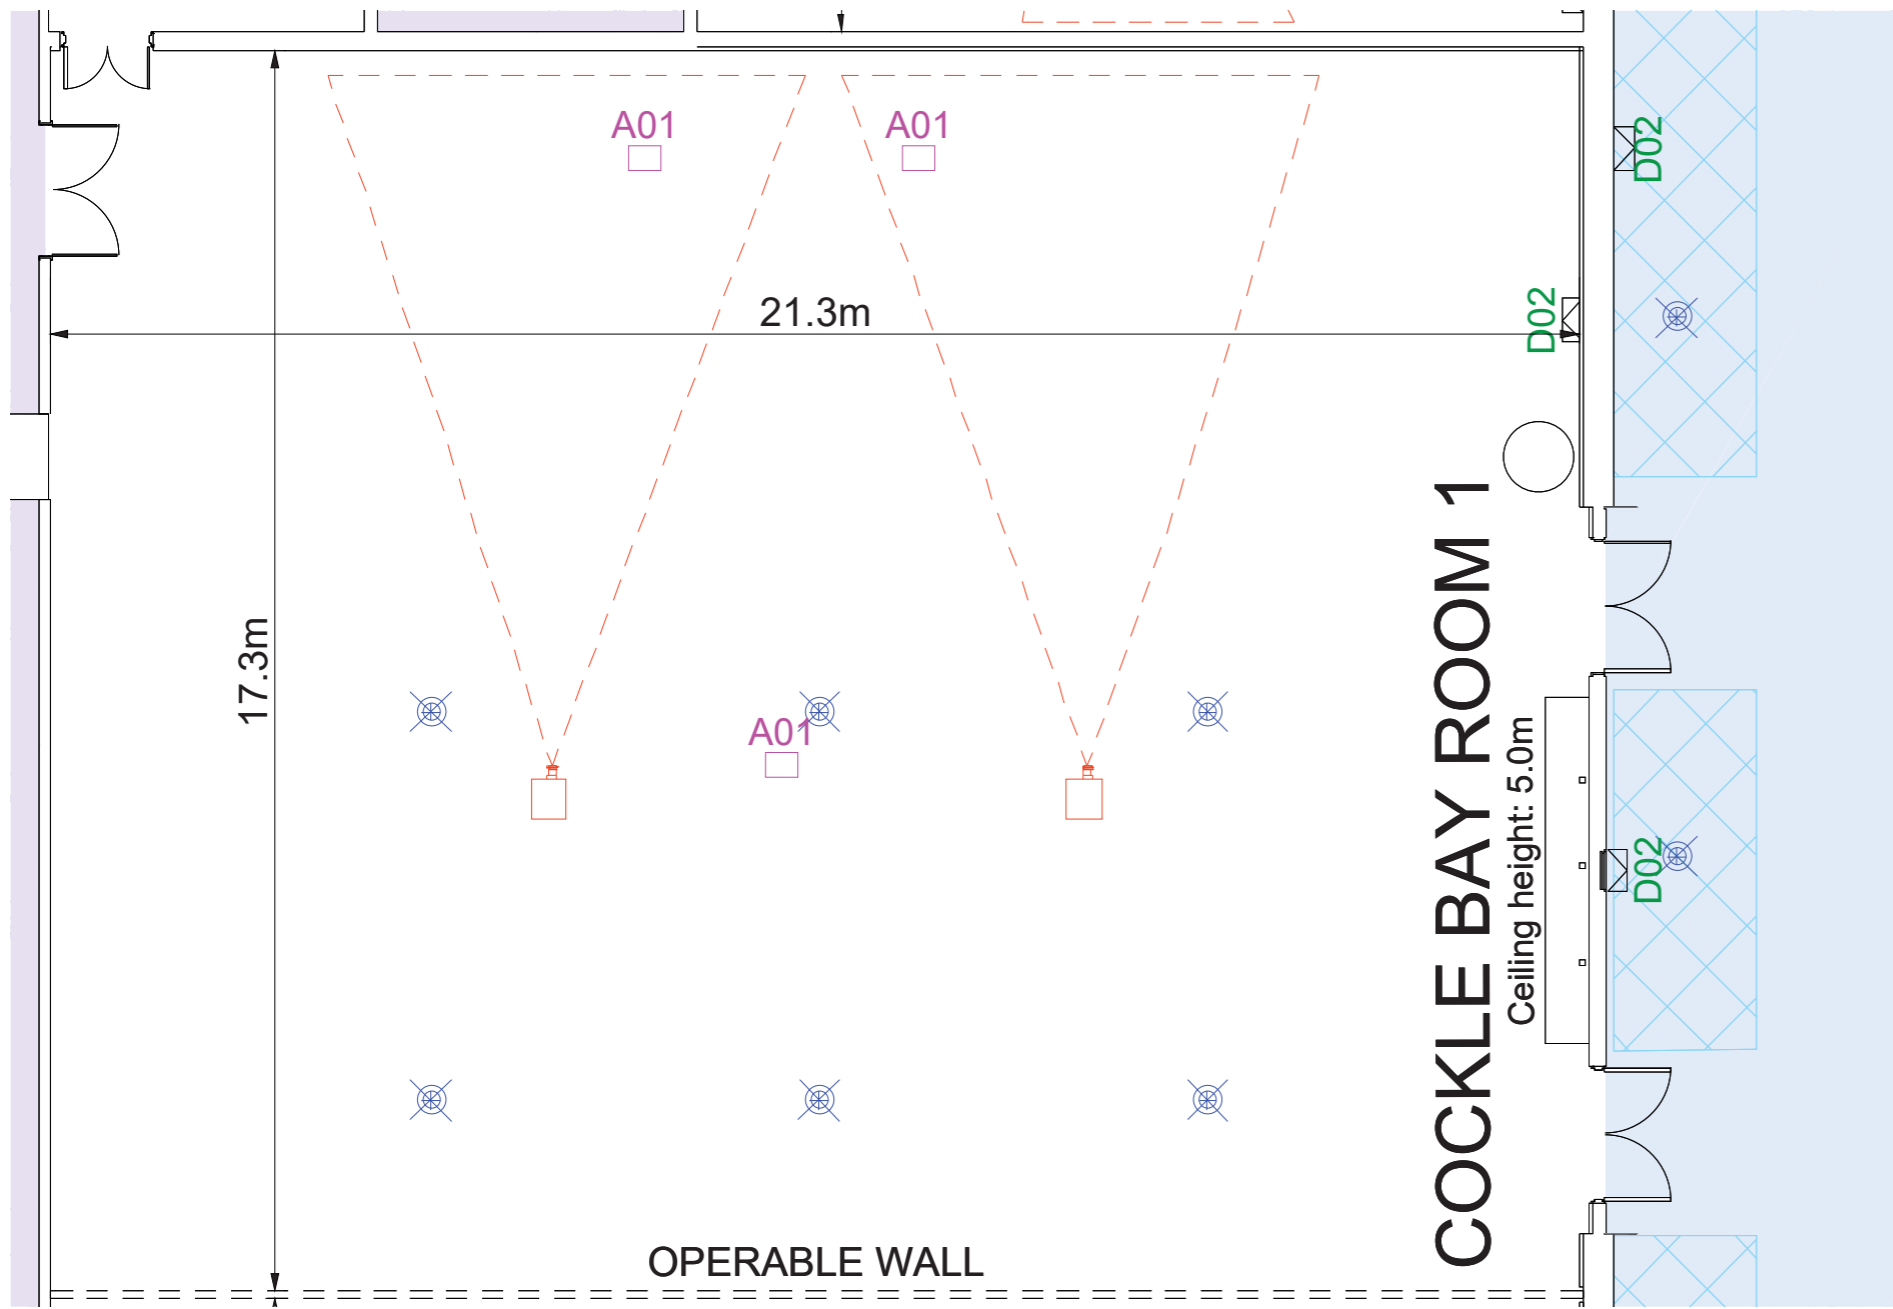 A01
A01
D02
21.3m
D02
17.3m
A01
COCKLE BAY ROOM 1
Ceiling height: 5.0m
D02
OPERABLE WALL